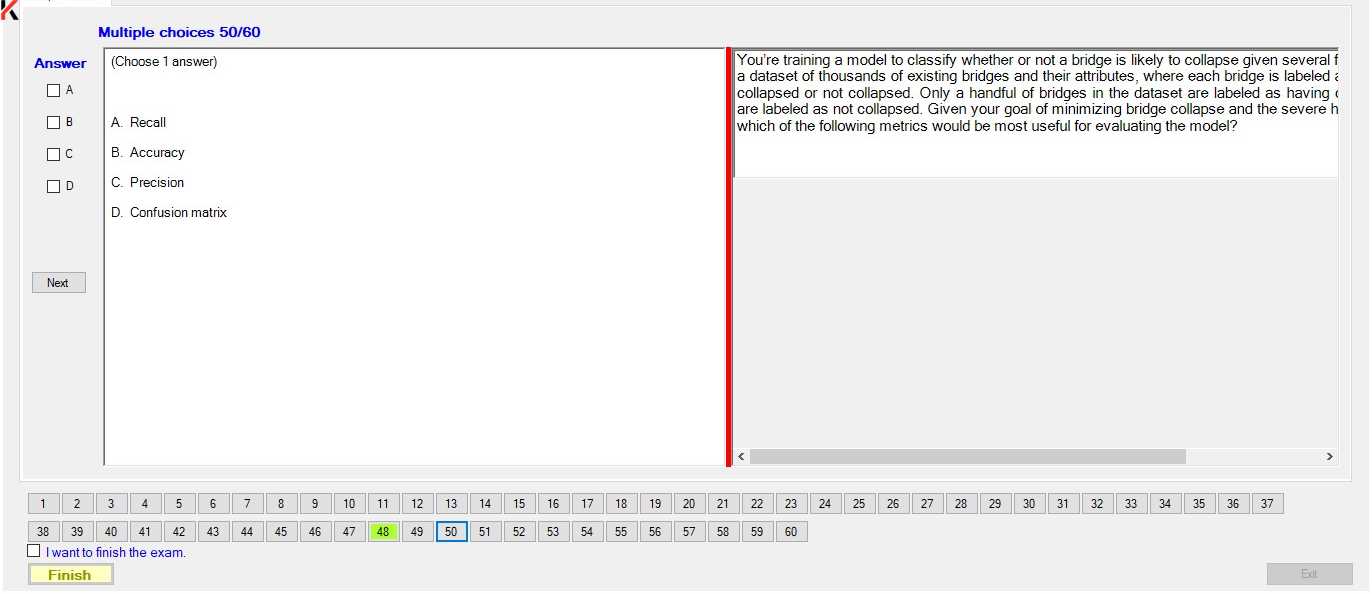 Multiple choices 50/60
Answer
A
B
C
D
Next
(Choose 1 answer)
A. Recall
B. Accuracy
C. Precision
D. Confusion matrix
You're training a model to classify whether or not a bridge is likely to collapse given several
a dataset of thousands of existing bridges and their attributes, where each bridge is labeled
collapsed or not collapsed. Only a handful of bridges in the dataset are labeled as having
are labeled as not collapsed. Given your goal of minimizing bridge collapse and the severe
which of the following metrics would be most useful for evaluating the model?
1 2 3 4 5 6 7 8 9 10 11 12 13 14 15 16 17 18 19 20 21 22 23 24 25 26 27 28 29 30 31 32 33 34 35 36 37
38 39 40 41 42 43 44 45 46 47 48 49 50 51 52 53 54 55 56 57 58 59 60
I want to finish the exam.
Finish
Exit